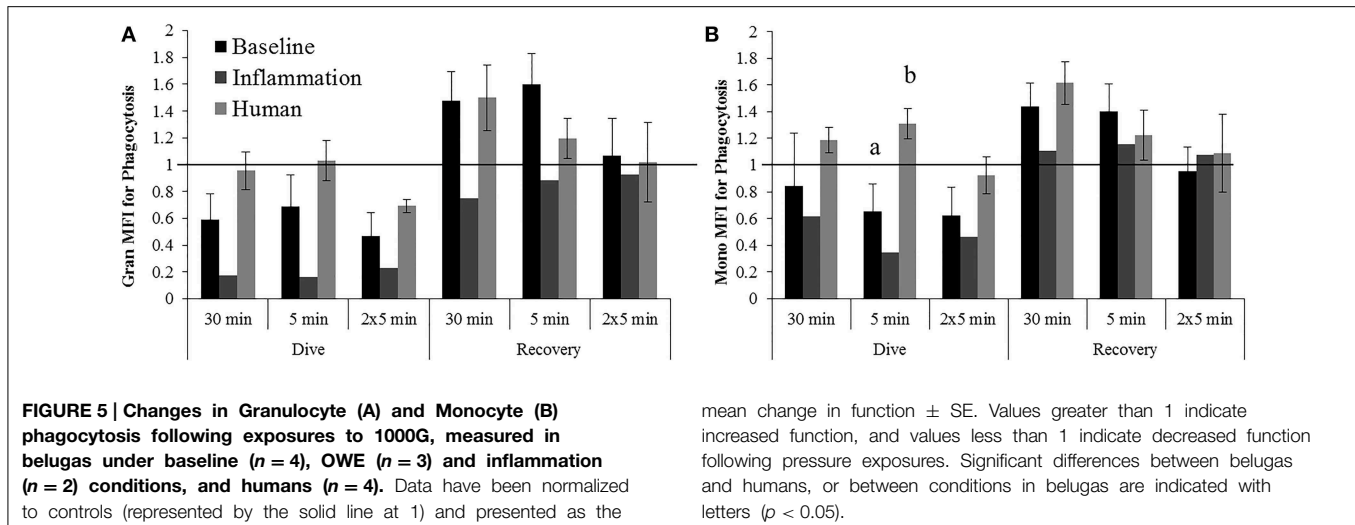 A
Gran MFI for Phagocytosis
2
1.8
1.6
1.4
1.2
1
0.8
0.6
0.4
0.2
0
Baseline
Inflammation
Human
30 min 5 min 2x5 min 30 min 5 min 2x5 min
Dive Recovery
B
Mono MFI for Phagocytosis
2
1.8
1.6
1.4
1.2
1
0.8
0.6
0.4
0.2
0
a
b
30 min 5 min 2x5 min 30 min 5 min 2x5 min
Dive Recovery
FIGURE 5 | Changes in Granulocyte (A) and Monocyte (B)
phagocytosis following exposures to 1000G, measured in
belugas under baseline (n = 4), OWE (n = 3) and inflammation
(n = 2) conditions, and humans (n = 4). Data have been normalized
to controls (represented by the solid line at 1) and presented as the
mean change in function ± SE. Values greater than 1 indicate
increased function, and values less than 1 indicate decreased function
following pressure exposures. Significant differences between belugas
and humans, or between conditions in belugas are indicated with
letters (p < 0.05).